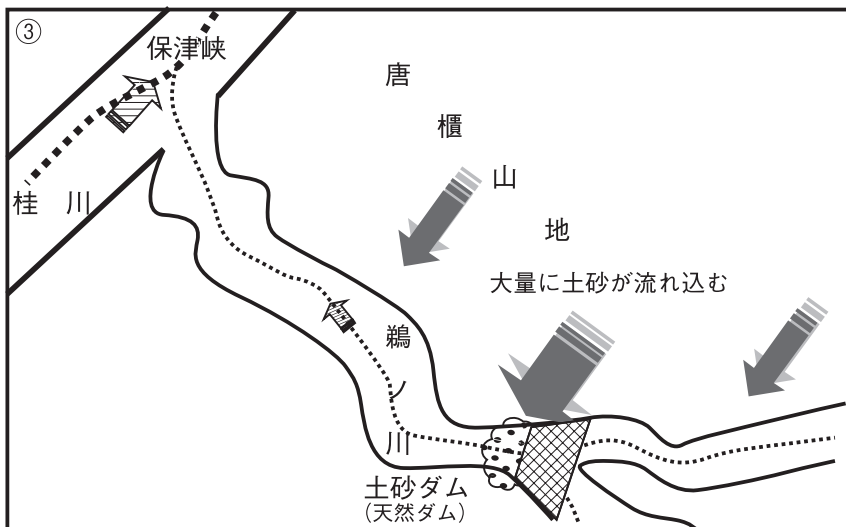 ③
保津峡
桂川
唐櫃山地
大量に土砂が流れ込む
鵜ノ川
土砂ダム
(天然ダム)